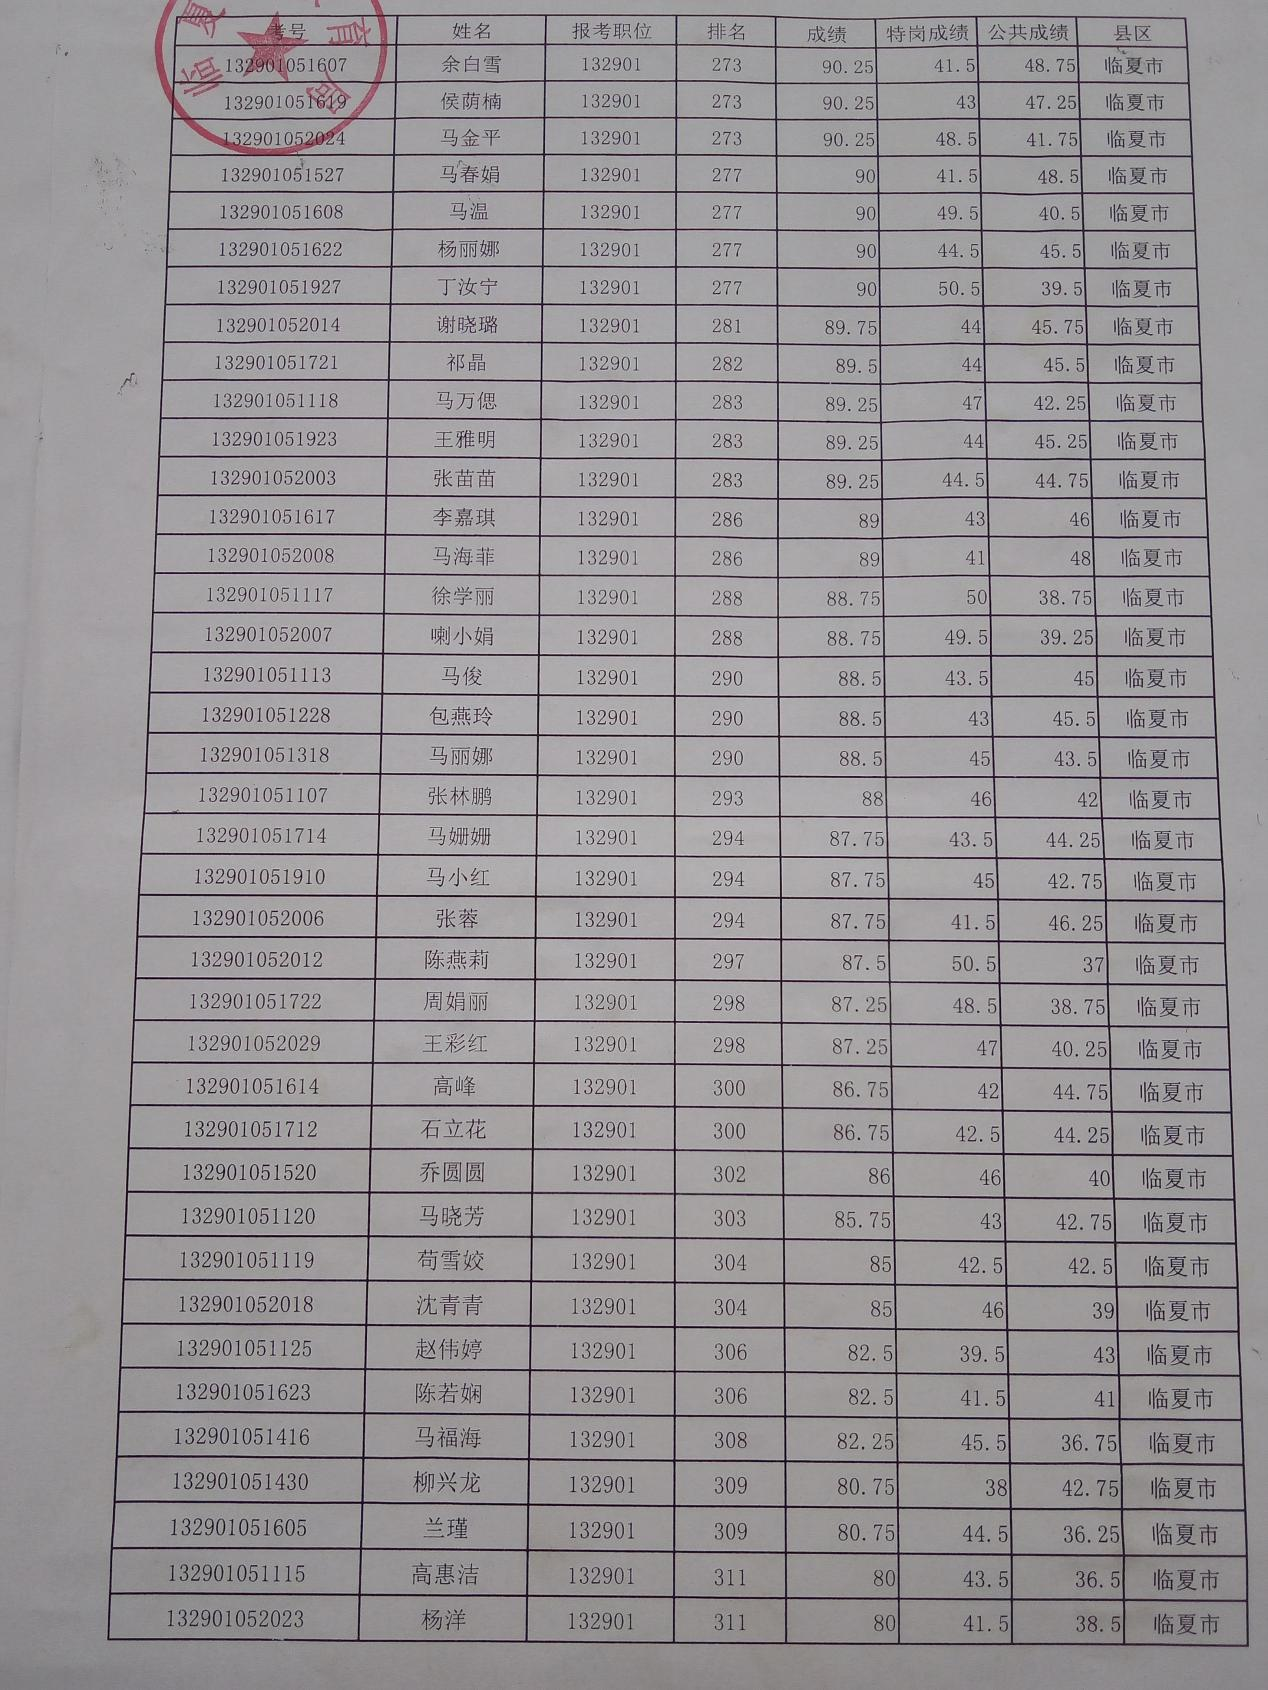 考号 姓名 报考职位 排名 成绩 特岗成绩 公共成绩 县区
132901051607 余白雪 132901 273 90.25 41.5 48.75 临夏市
132901051619 侯荫楠 132901 273 90.25 43 47.25 临夏市
132901052024 马金平 132901 273 90.25 48.5 41.75 临夏市
132901051527 马春娟 132901 277 90 41.5 48.5 临夏市
132901051608 马温 132901 277 90 49.5 40.5 临夏市
132901051622 杨丽娜 132901 277 90 44.5 45.5 临夏市
132901051927 丁汝宁 132901 277 90 50.5 39.5 临夏市
132901052014 谢晓璐 132901 281 89.75 44 45.75 临夏市
132901051721 祁晶 132901 282 89.5 44 45.5 临夏市
132901051118 马万偲 132901 283 89.25 47 42.25 临夏市
132901051923 王雅明 132901 283 89.25 44 45.25 临夏市
132901052003 张苗苗 132901 283 89.25 44.5 44.75 临夏市
132901051617 李嘉琪 132901 286 89 43 46 临夏市
132901052008 马海菲 132901 286 89 41 48 临夏市
132901051117 徐学丽 132901 288 88.75 50 38.75 临夏市
132901052007 喇小娟 132901 288 88.75 49.5 39.25 临夏市
132901051113 马俊 132901 290 88.5 43.5 45 临夏市
132901051228 包燕玲 132901 290 88.5 43 45.5 临夏市
132901051318 马丽娜 132901 290 88.5 45 43.5 临夏市
132901051107 张林鹏 132901 293 88 46 42 临夏市
132901051714 马姗姗 132901 294 87.75 43.5 44.25 临夏市
132901051910 马小红 132901 294 87.75 45 42.75 临夏市
132901052006 张蓉 132901 294 87.75 41.5 46.25 临夏市
132901052012 陈燕莉 132901 297 87.5 50.5 37 临夏市
132901051722 周娟丽 132901 298 87.25 48.5 38.75 临夏市
132901052029 王彩红 132901 298 87.25 47 40.25 临夏市
132901051614 高峰 132901 300 86.75 42 44.75 临夏市
132901051712 石立花 132901 300 86.75 42.5 44.25 临夏市
132901051520 乔圆圆 132901 302 86 46 40 临夏市
132901051120 马晓芳 132901 303 85.75 43 42.75 临夏市
132901051119 苟雪姣 132901 304 85 42.5 42.5 临夏市
132901052018 沈青青 132901 304 85 46 39 临夏市
132901051125 赵伟婷 132901 306 82.5 39.5 43 临夏市
132901051623 陈若娴 132901 306 82.5 41.5 41 临夏市
132901051416 马福海 132901 308 82.25 45.5 36.75 临夏市
132901051430 柳兴龙 132901 309 80.75 38 42.75 临夏市
132901051605 兰瑾 132901 309 80.75 44.5 36.25 临夏市
132901051115 高惠洁 132901 311 80 43.5 36.5 临夏市
132901052023 杨洋 132901 311 80 41.5 38.5 临夏市
临夏
育局